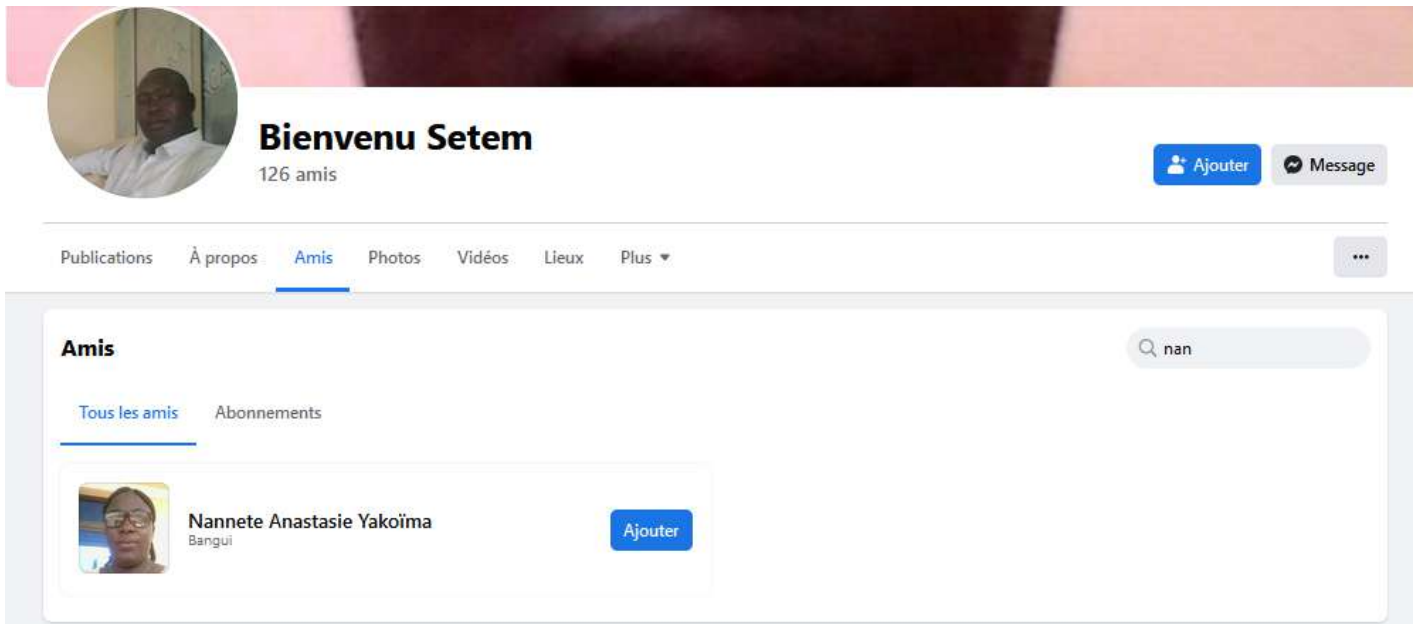 Bienvenu Setem
126 amis
Ajouter
Message
Publications À propos Amis Photos Vidéos Lieux Plus
Amis
nan
Tous les amis Abonnements
Nannete Anastasie Yakoïma
Bangui
Ajouter